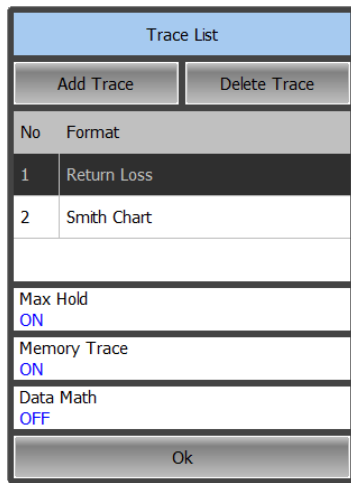 Trace List
Add Trace Delete Trace
No Format
1 Return Loss
2 Smith Chart
Max Hold
ON
Memory Trace
ON
Data Math
OFF
Ok